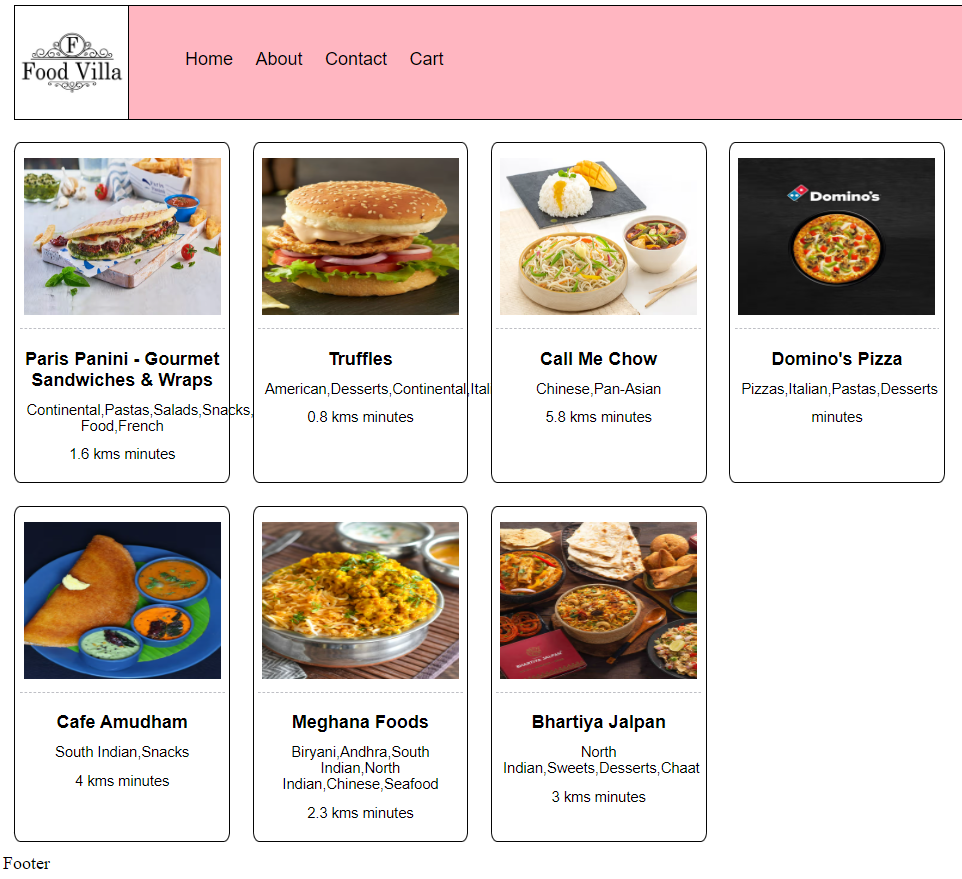 F
Food Villa
Home About Contact Cart
Domino's
Paris Panini - Gourmet
Sandwiches & Wraps
Continental,Pastas,Salads,Snacks,
Food,French
1.6 kms minutes
Truffles
American,Desserts,Continental,Ital
0.8 kms minutes
Call Me Chow
Chinese,Pan-Asian
5.8 kms minutes
Domino's Pizza
Pizzas,Italian,Pastas,Desserts
minutes
BHARTIYA JALPAN
Cafe Amudham
South Indian,Snacks
4 kms minutes
Meghana Foods
Biryani,Andhra,South
Indian,North
Indian,Chinese,Seafood
2.3 kms minutes
Bhartiya Jalpan
North
Indian,Sweets,Desserts,Chaat
3 kms minutes
Footer